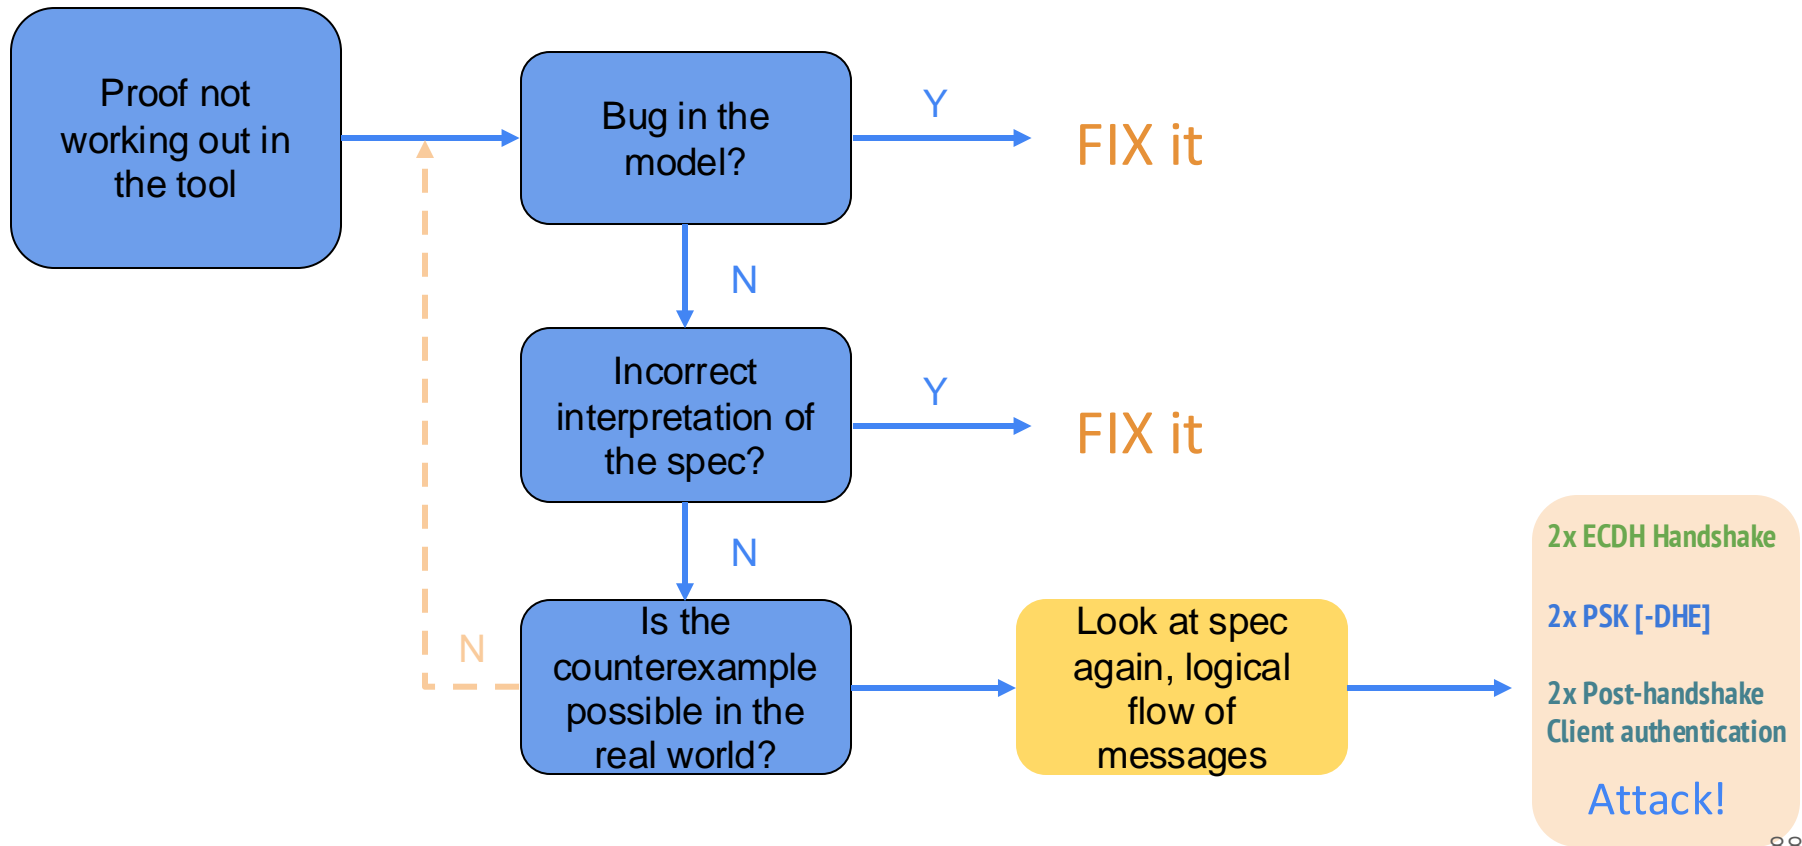 Proof not
working out in
the tool
Bug in the
model?
Y
FIX it
N
Incorrect
interpretation of
the spec?
Y
FIX it
N
Is the
counterexample
possible in the
real world?
N
Look at spec
again, logical
flow of
messages
2x ECDH Handshake
2x PSK [-DHE]
2x Post-handshake
Client authentication
Attack!